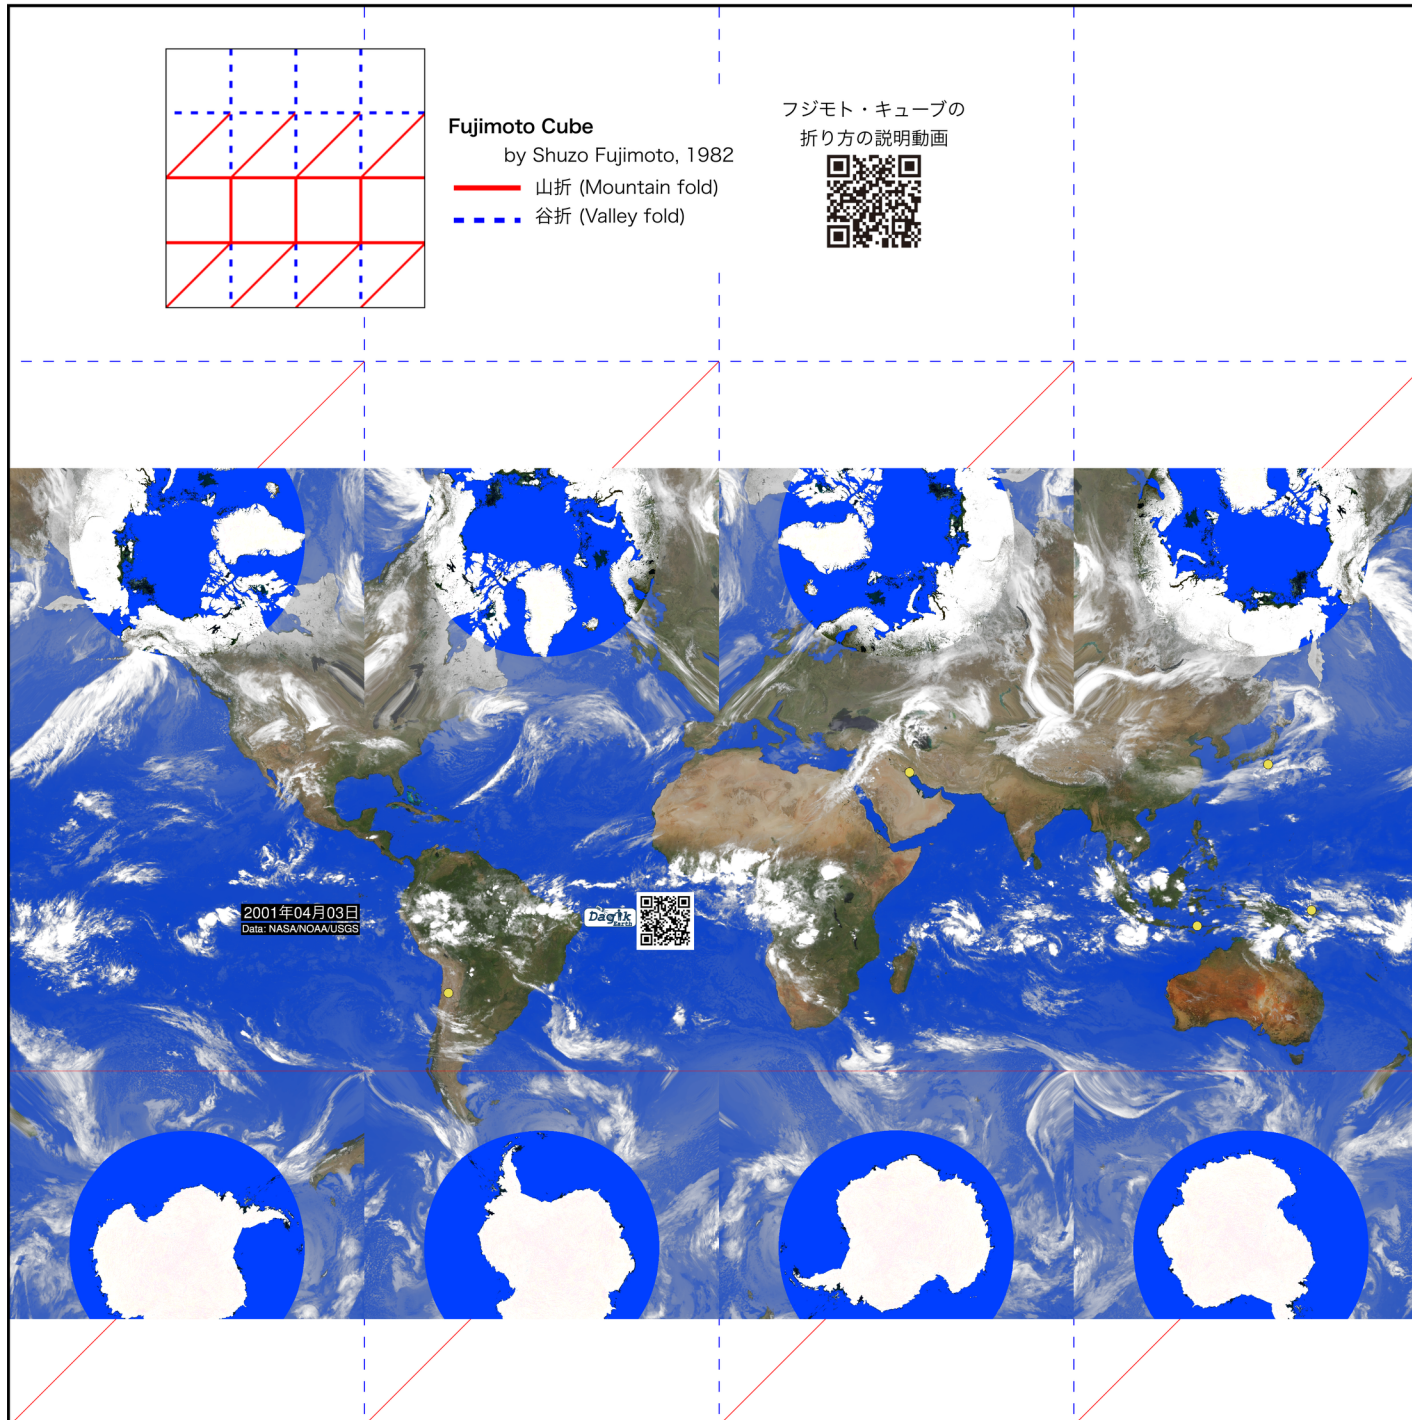 Fujimoto Cube
by Shuzo Fujimoto, 1982
山折 (Mountain fold)
谷折 (Valley fold)
フジモト・キューブの
折り方の説明動画
2001年04月03日
Data: NASA/NOAA/USGS
Dagik
Earth